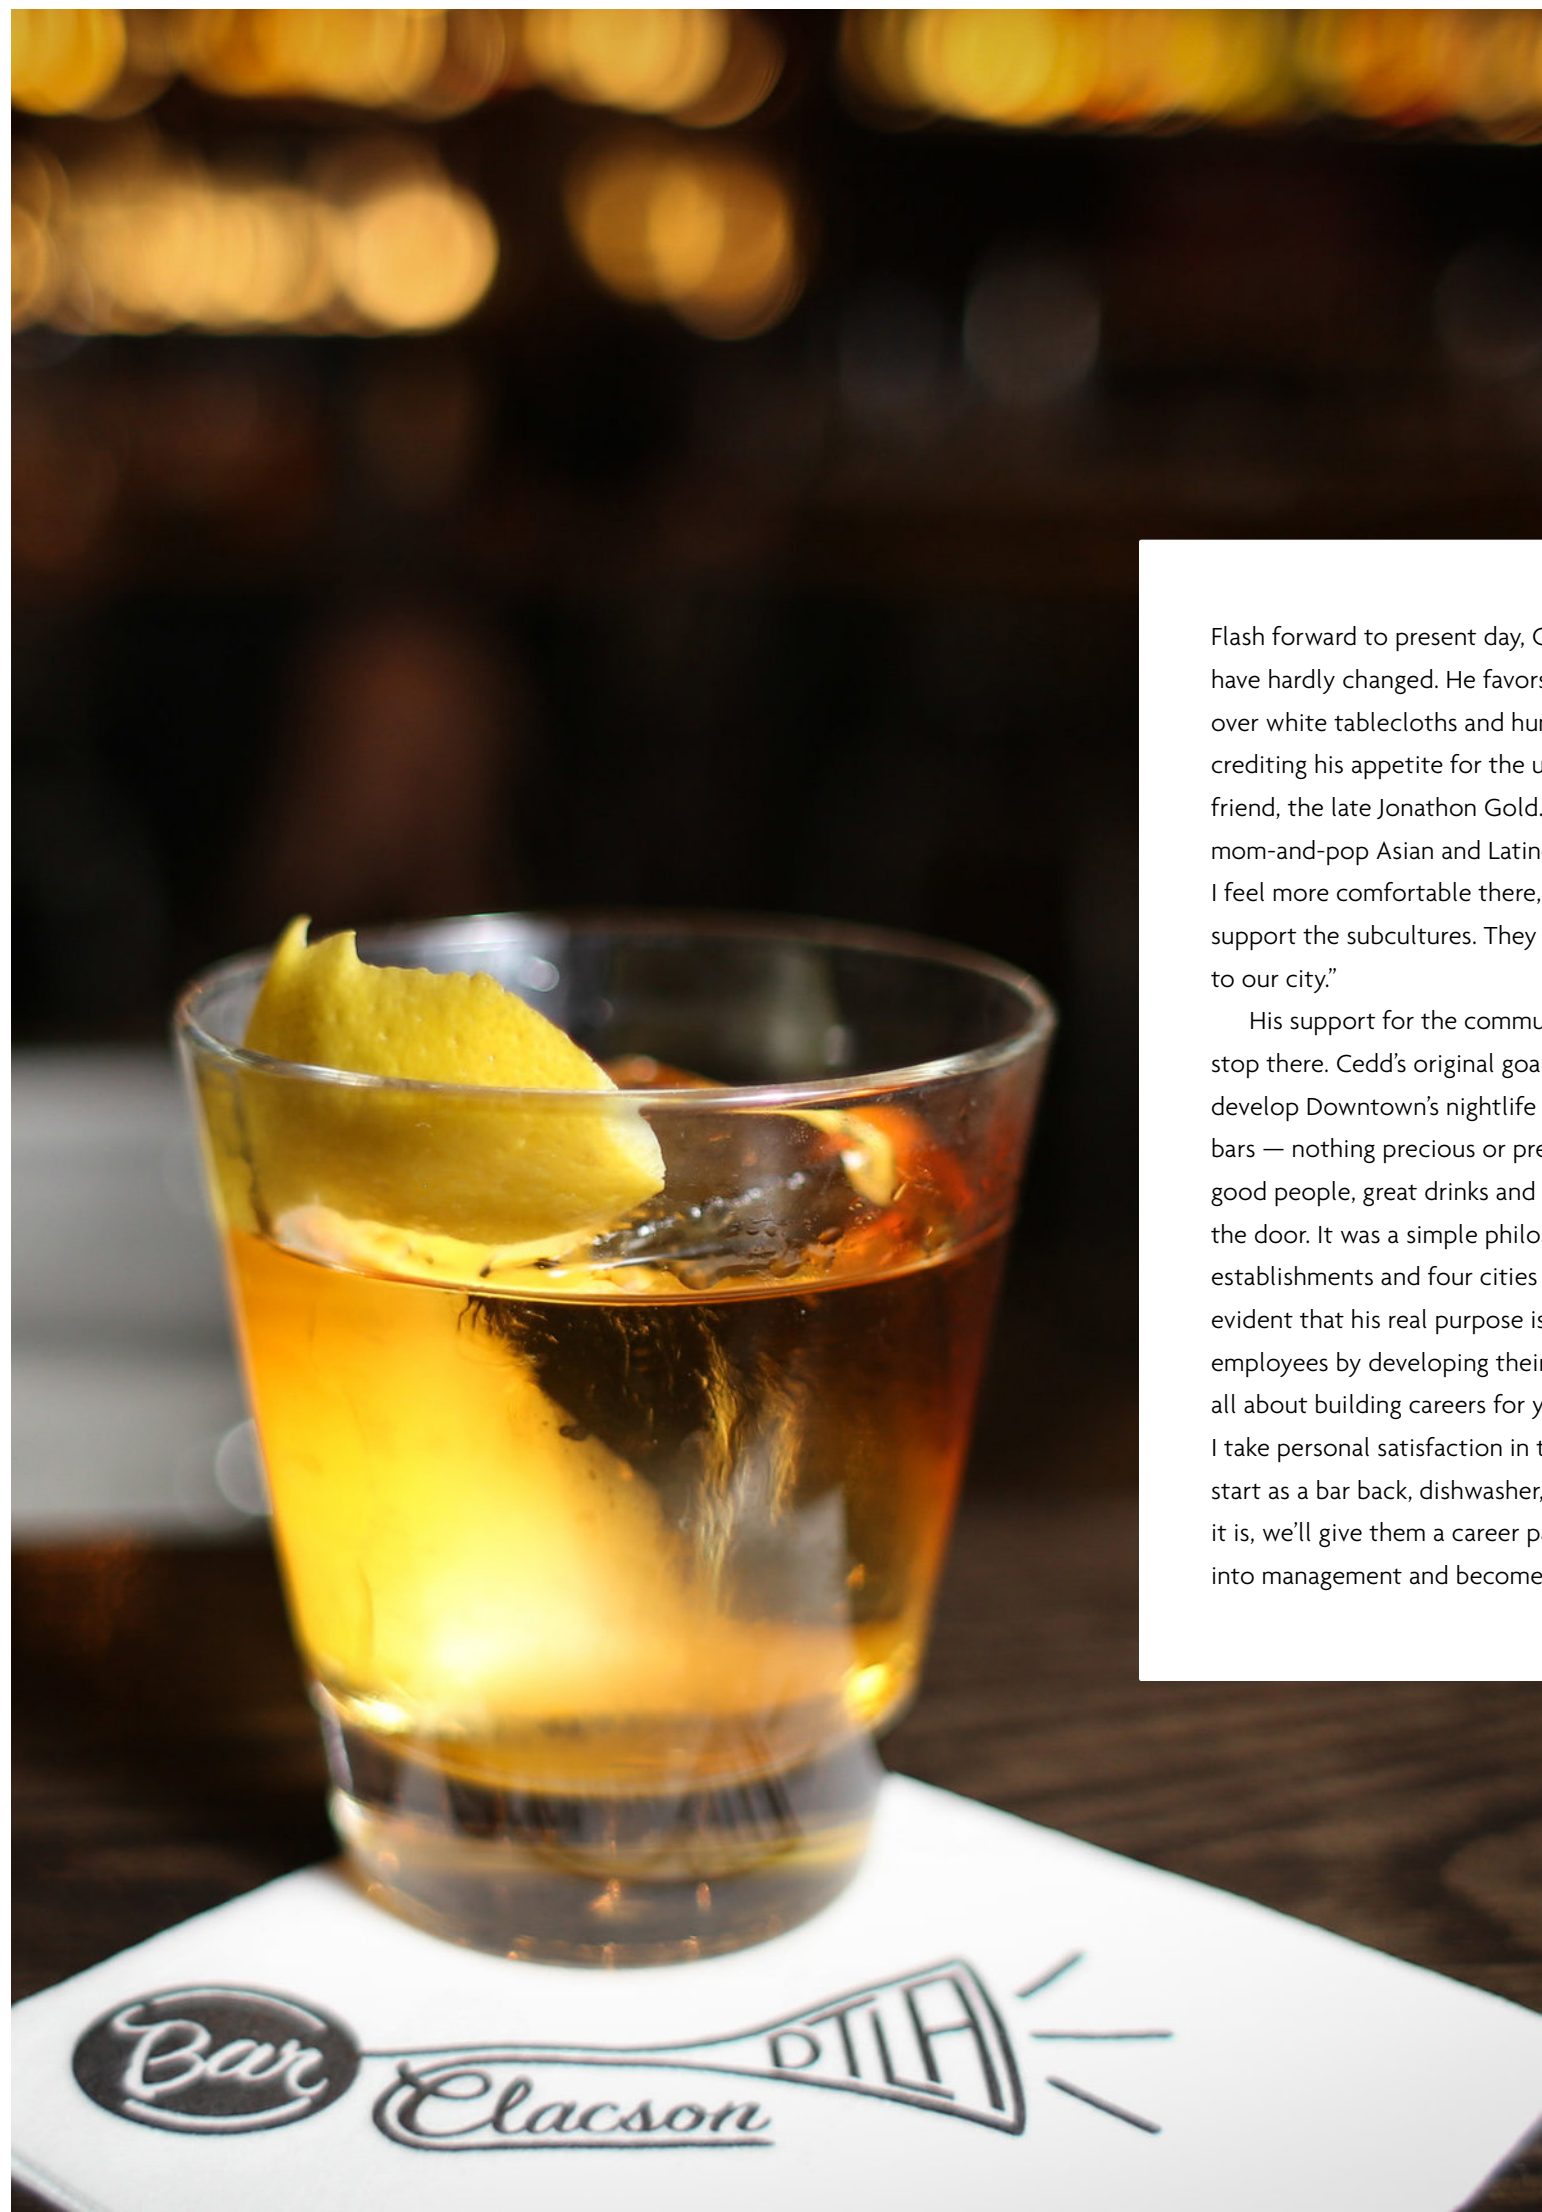 Flash forward to present day,
have hardly changed. He favors
over white tablecloths and
crediting his appetite for the
friend, the late Jonathon Gold.
mom-and-pop Asian and
I feel more comfortable there,
support the subcultures. They
to our city.”
His support for the
stop there. Cedd’s original
develop Downtown’s nightlife
bars — nothing precious or
good people, great drinks and
the door. It was a simple
establishments and four cities
evident that his real purpose
employees by developing their
all about building careers for
I take personal satisfaction in
start as a bar back, dishwasher,
it is, we’ll give them a career
into management and become
Bar
Clacson
DTLA